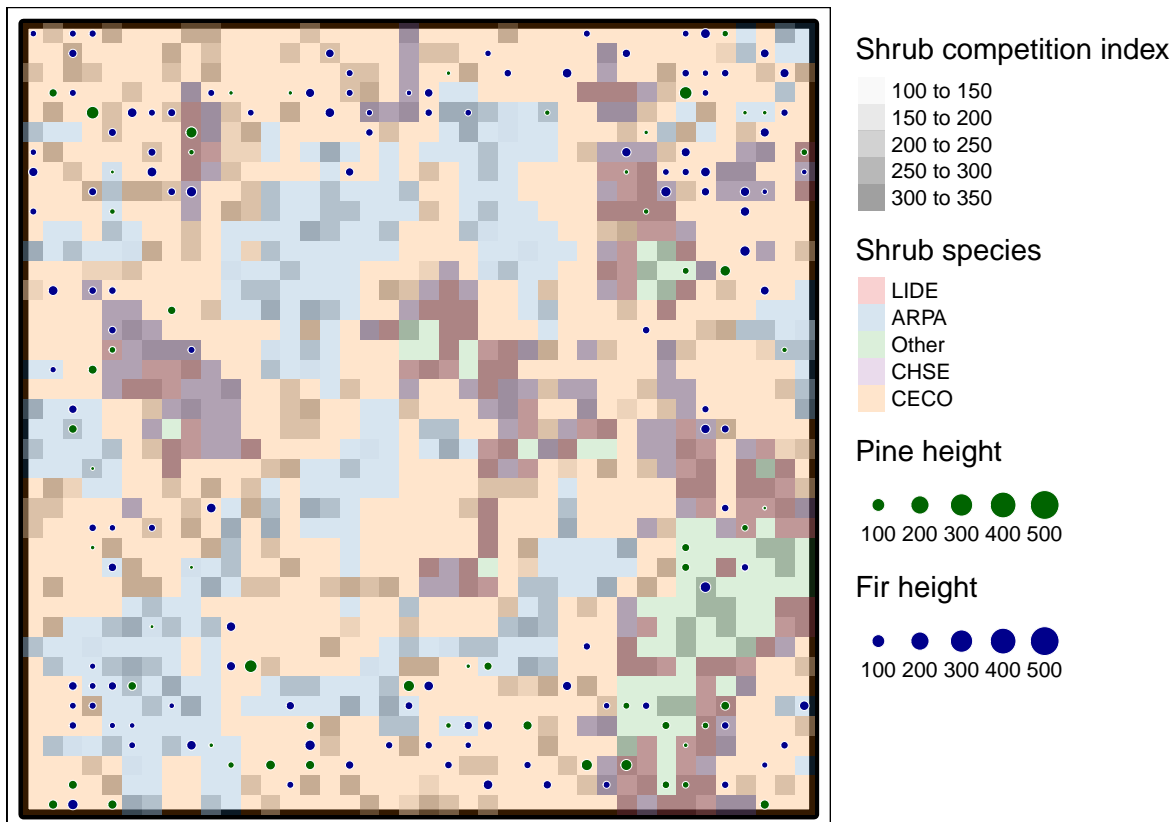 Shrub competition index
100 to 150
150 to 200
200 to 250
250 to 300
300 to 350
Shrub species
LIDE
ARPA
Other
CHSE
CECO
Pine height
100 200 300 400 500
Fir height
100 200 300 400 500